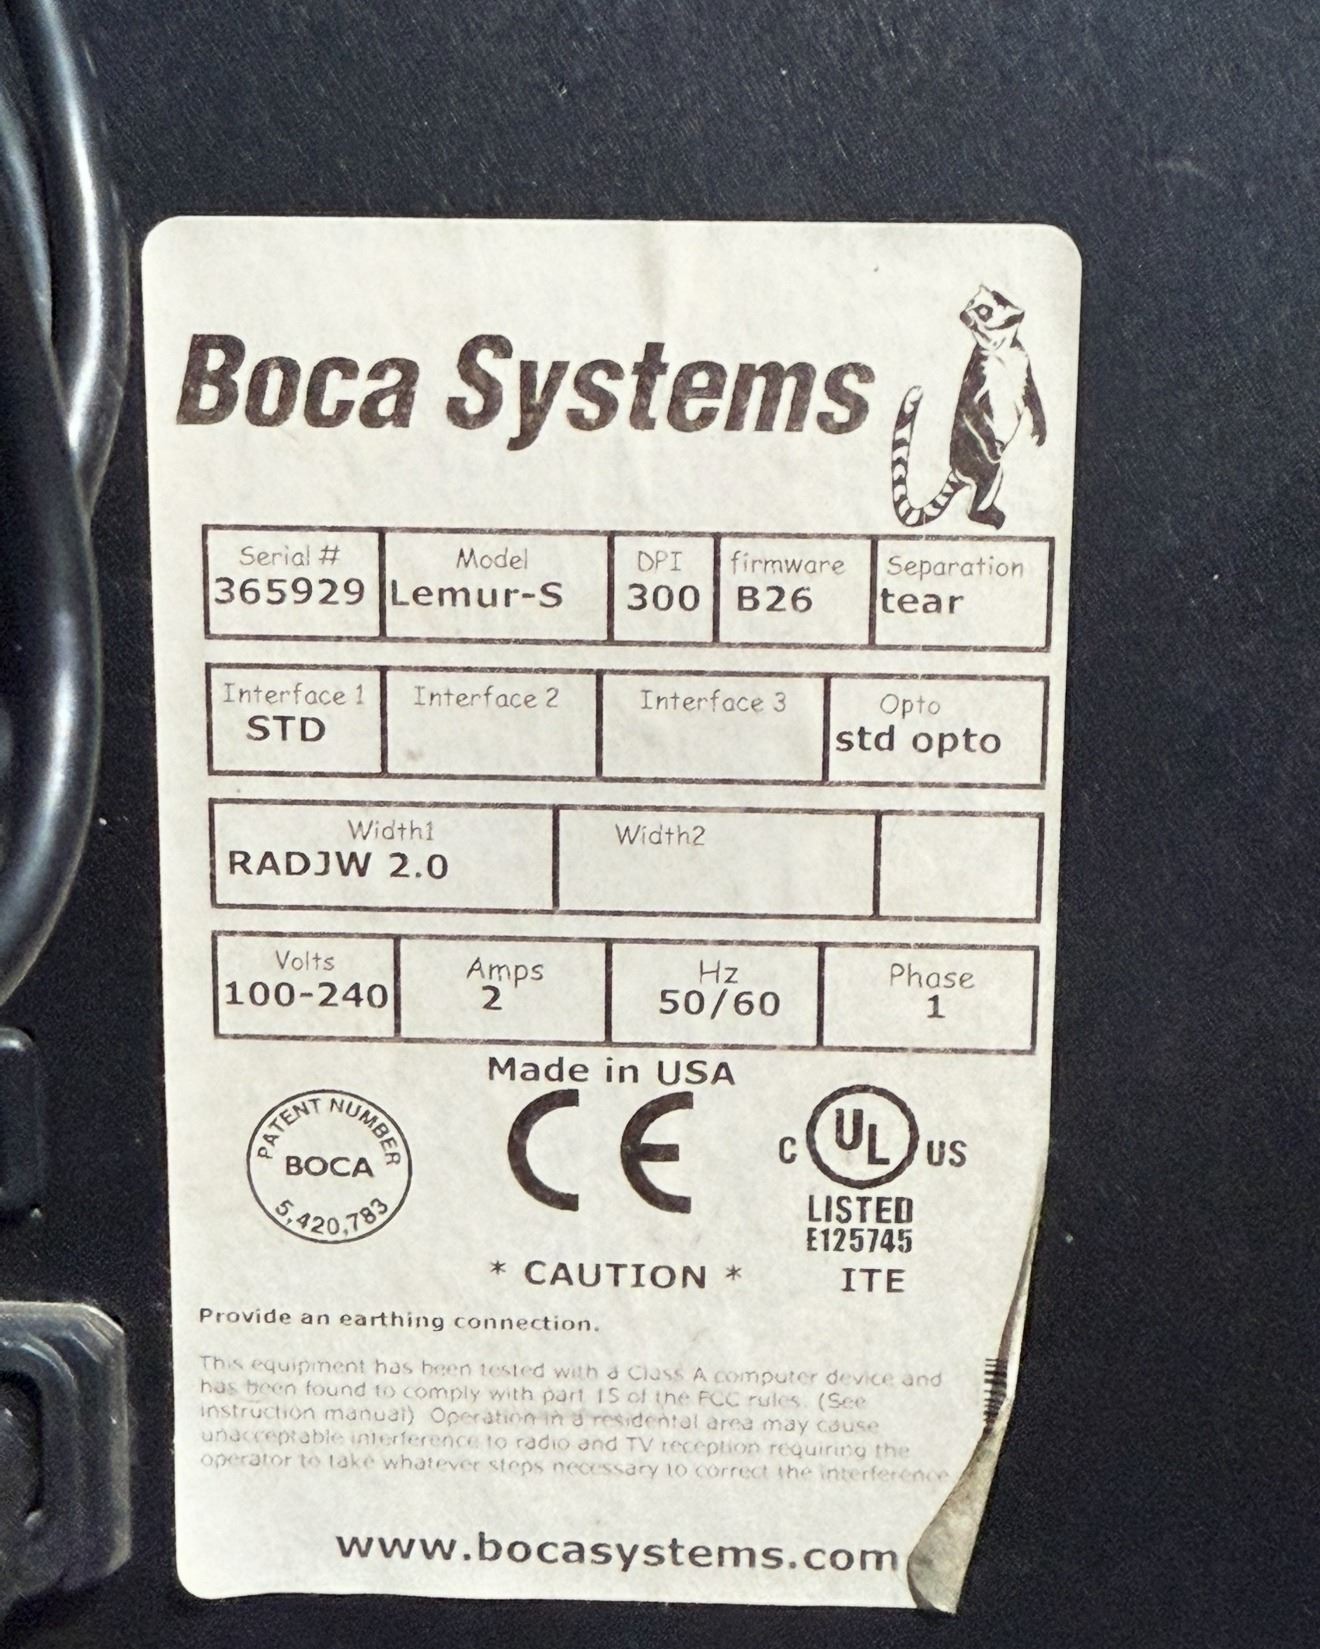 Boca Systems
Serial # Model DPI firmware Separation
365929 Lemur-S 300 B26 tear
Interface 1 Interface 2 Interface 3 Opto
STD std opto
Width1 Width2
RADJW 2.0
Volts Amps Hz Phase
100-240 2 50/60 1
Made in USA
PATENT NUMBER
BOCA
5,420,783
CE
C UL US
LISTED
E125745
ITE
* CAUTION *
Provide an earthing connection.
This equipment has been tested with a Class A computer device and
has been found to comply with part 15 of the FCC rules. (See
instruction manual) Operation in a residental area may cause
unacceptable interference to radio and TV reception requiring the
operator to take whatever steps necessary to correct the interference
www.bocasystems.com